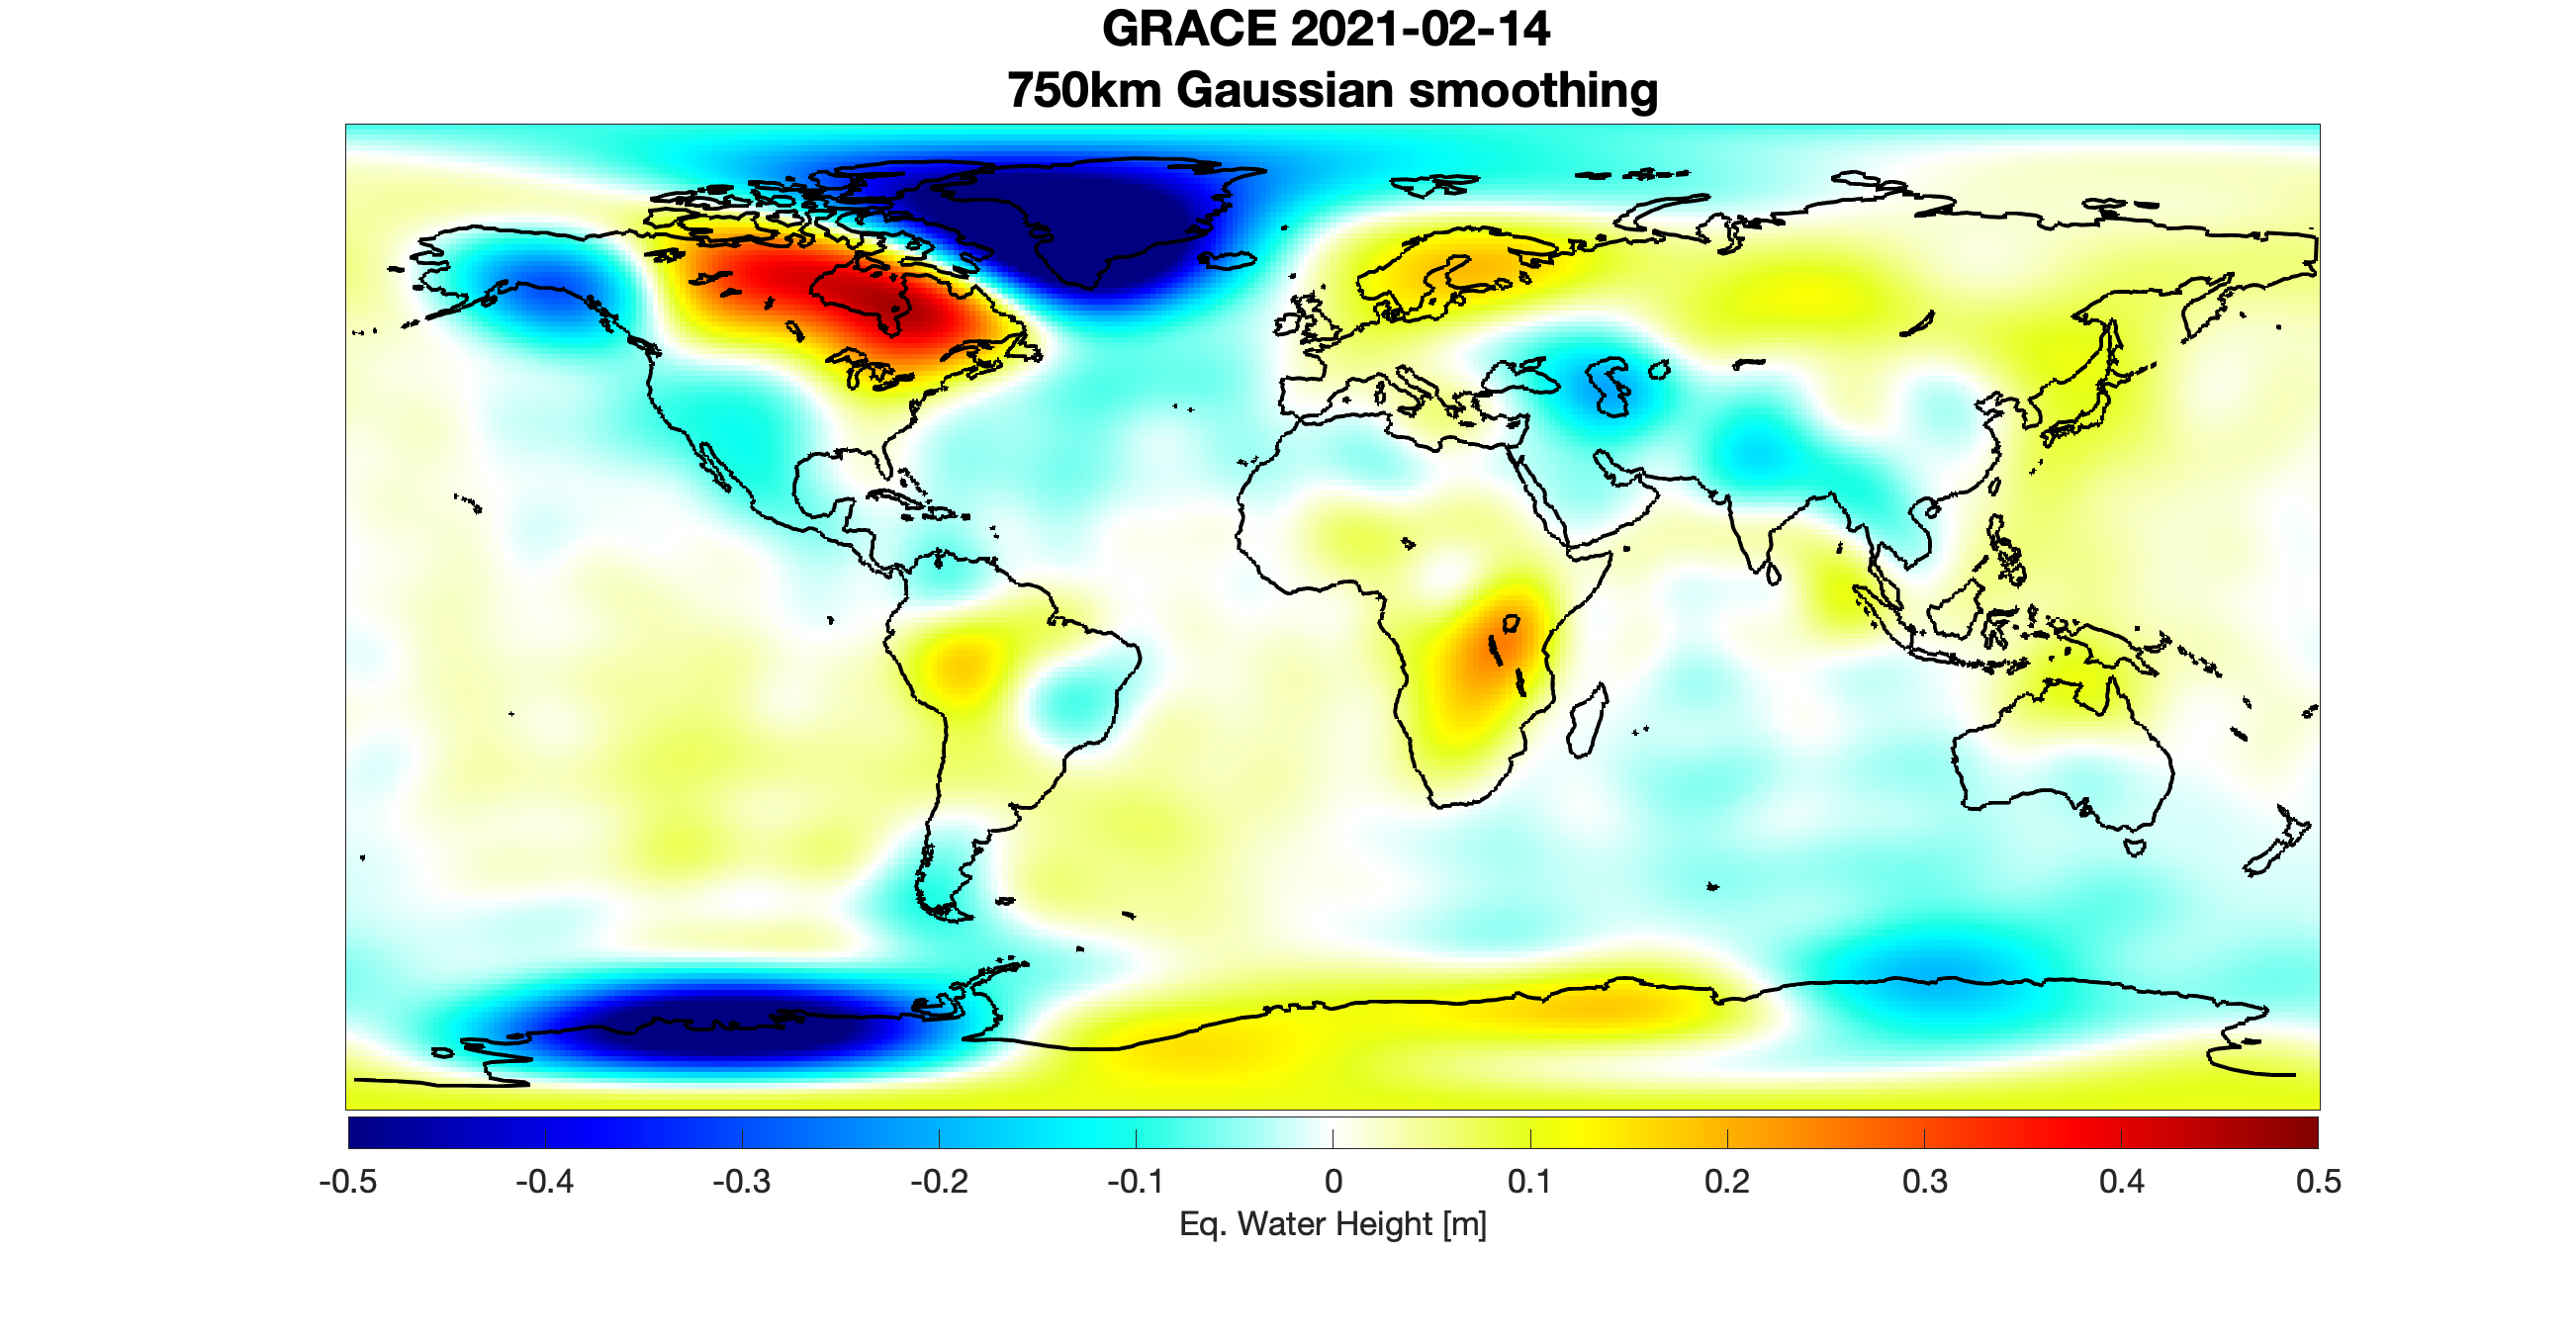 GRACE 2021-02-14
750km Gaussian smoothing
-0.5 -0.4 -0.3 -0.2 -0.1 0 0.1 0.2 0.3 0.4 0.5
Eq. Water Height [m]